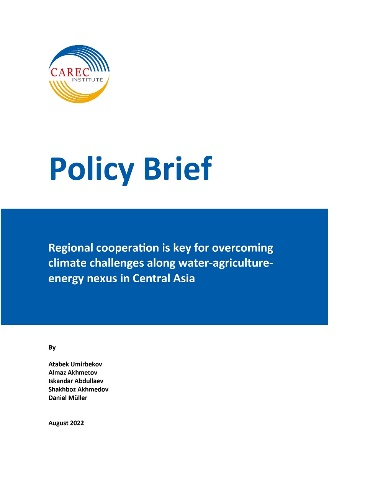 CAREC
INSTITUTE
Policy Brief
Regional cooperation is key for overcoming
climate challenges along water-agriculture-
energy nexus in Central Asia
By
Atabek Umirbekov
Almaz Akhmetov
Iskandar Abdullaev
Shakhboz Akhmedov
Daniel Müller
August 2022